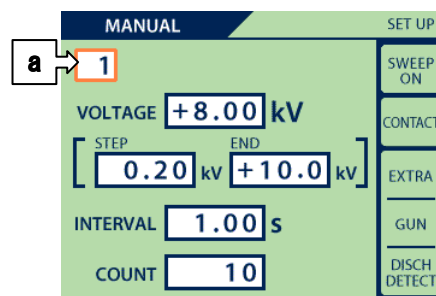 MANUAL SET UP
a 1 SWEEP
ON
VOLTAGE +8.00 kV CONTACT
STEP END
[ 0.20 kV +10.0 kV ] EXTRA
INTERVAL 1.00 s GUN
COUNT 10 DISCH
DETECT